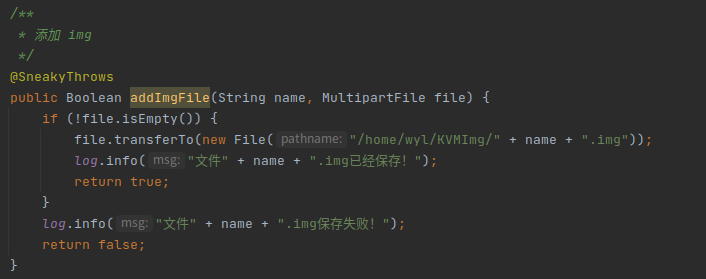 /**
 * 添加 img
 */
@SneakyThrows
public Boolean addImgFile(String name, MultipartFile file) {
    if (!file.isEmpty()) {
        file.transferTo(new File( pathname: "/home/wyl/KVMImg/" + name + ".img"));
        log.info( msg: "文件" + name + ".img已经保存！");
        return true;
    }
    log.info( msg: "文件" + name + ".img保存失败！");
    return false;
}